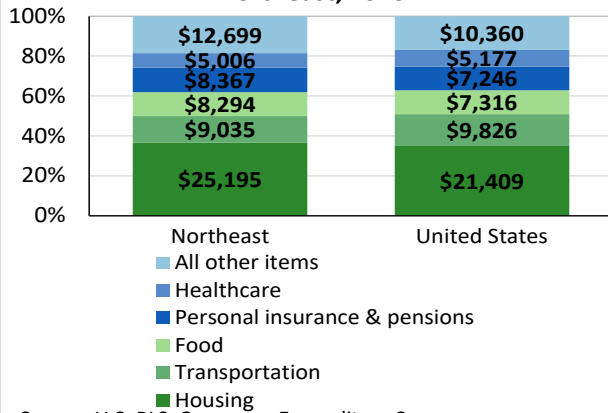 100%
$12,699
$10,360
80%
$5,006
$5,177
$8,367
$7,246
60%
$8,294
$7,316
40%
$9,035
$9,826
20%
$25,195
$21,409
0%
Northeast
United States
All other items
Healthcare
Personal insurance & pensions
Food
Transportation
Housing